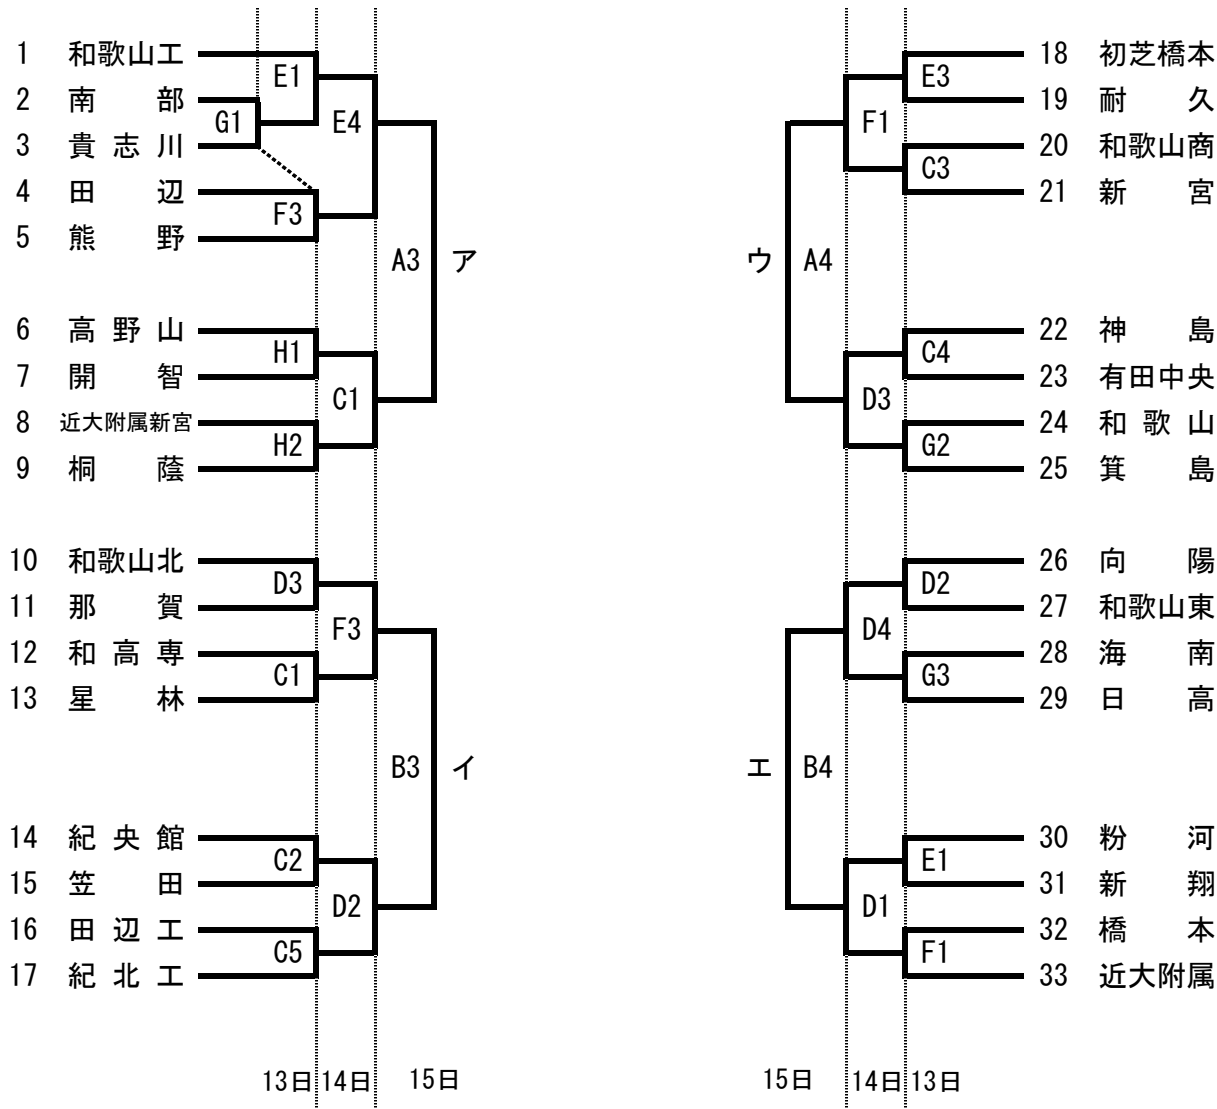 1 和歌山工
E1
2 南部
G1
E4
3 貴志川
4 田辺
F3
5 熊野
A3 ア
6 高野山
H1
7 開智
C1
8 近大附属新宮
H2
9 桐蔭
10 和歌山北
D3
11 那賀
F3
12 和高専
C1
13 星林
B3 イ
14 紀央館
C2
15 笠田
D2
16 田辺工
C5
17 紀北工
13日 14日 15日
18 初芝橋本
E3
19 耐久
F1
20 和歌山商
C3
21 新宮
ウ A4
22 神島
C4
23 有田中央
D3
24 和歌山
G2
25 箕島
26 向陽
D2
27 和歌山東
D4
28 海南
G3
29 日高
エ B4
30 粉河
E1
31 新翔
D1
32 橋本
F1
33 近大附属
15日 14日 13日